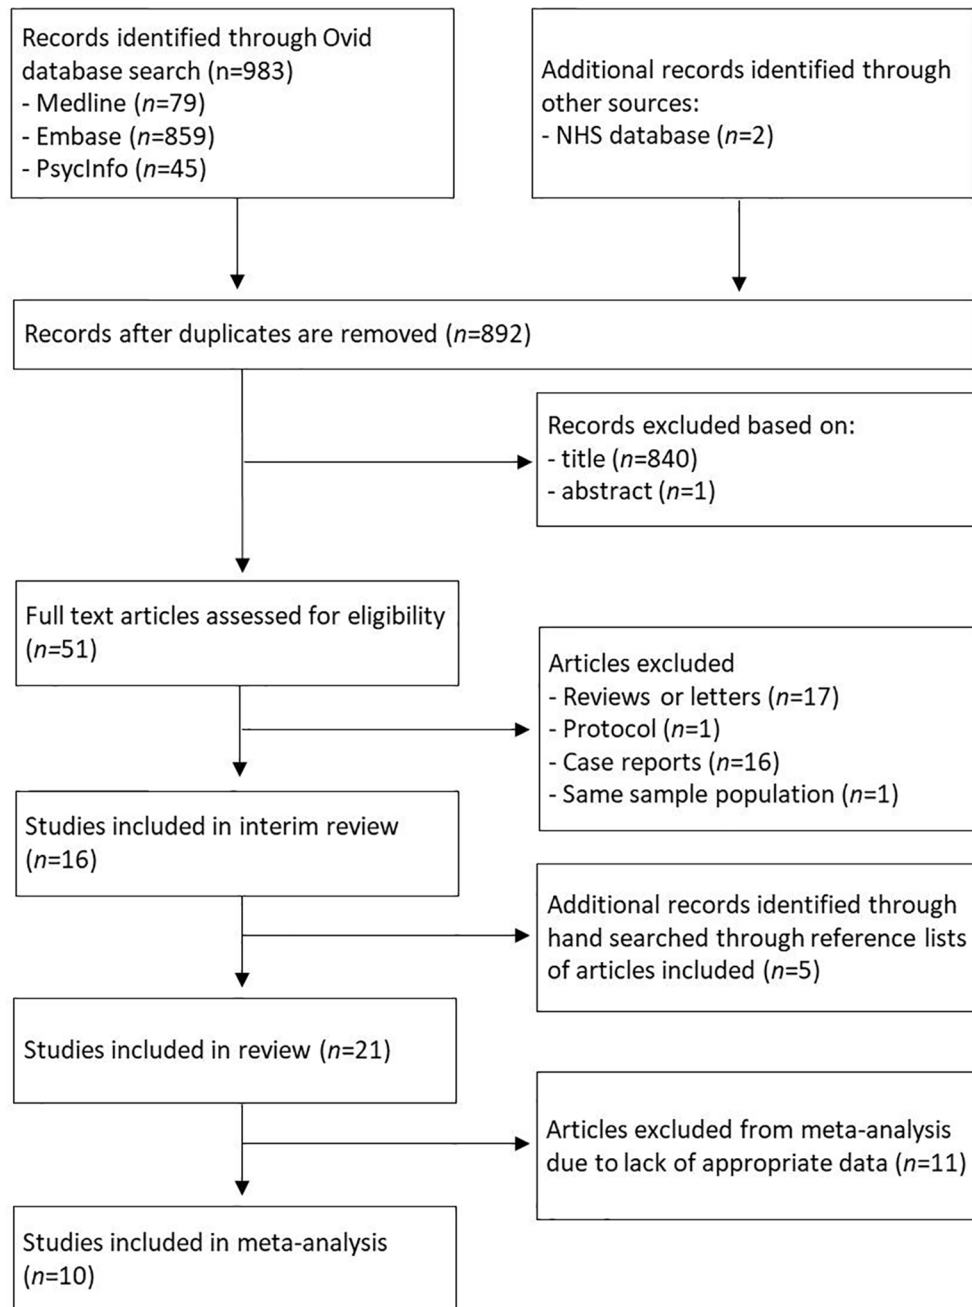 Records identified through Ovid
database search (n=983)
- Medline (n=79)
- Embase (n=859)
- PsycInfo (n=45)
Additional records identified through
other sources:
- NHS database (n=2)
Records after duplicates are removed (n=892)
Records excluded based on:
- title (n=840)
- abstract (n=1)
Full text articles assessed for eligibility
(n=51)
Articles excluded
- Reviews or letters (n=17)
- Protocol (n=1)
- Case reports (n=16)
- Same sample population (n=1)
Studies included in interim review
(n=16)
Additional records identified through
hand searched through reference lists
of articles included (n=5)
Studies included in review (n=21)
Articles excluded from meta-analysis
due to lack of appropriate data (n=11)
Studies included in meta-analysis
(n=10)